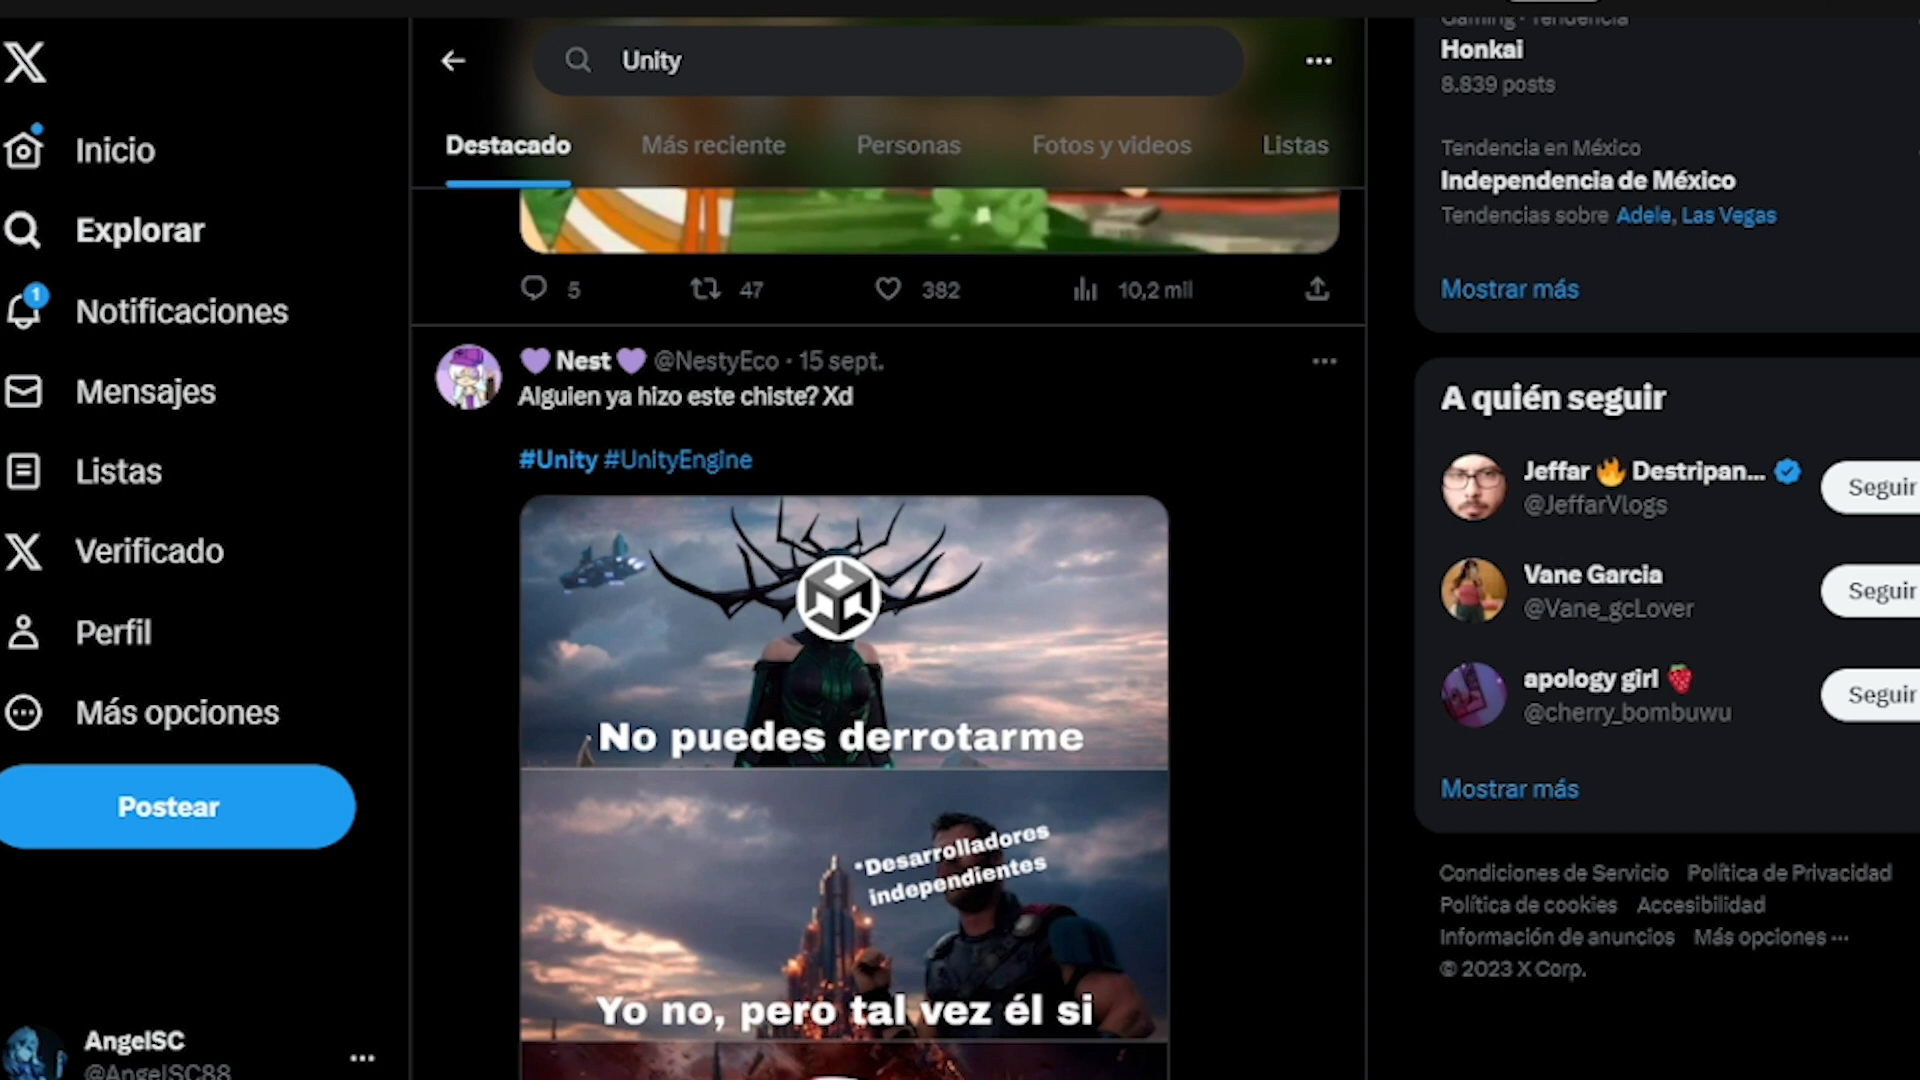 Inicio
Explorar
1
Notificaciones
Mensajes
Listas
Verificado
Perfil
Más opciones
Postear
AngelSC
@AngelSC88
Unity
Destacado
Más reciente
Personas
Fotos y videos
Listas
5
47
382
10,2 mil
Nest @NestyEco · 15 sept.
Alguien ya hizo este chiste? Xd
#Unity #UnityEngine
No puedes derrotarme
*Desarrolladores
independientes
Yo no, pero tal vez él si
Gaming · Tendencia
Honkai
8.839 posts
Tendencia en México
Independencia de México
Tendencias sobre Adele, Las Vegas
Mostrar más
A quién seguir
Jeffar 🔥 Destripan...
@JeffarVlogs
Seguir
Vane Garcia
@Vane_gcLover
Seguir
apology girl 🍓
@cherry_bombuwu
Seguir
Mostrar más
Condiciones de Servicio Política de Privacidad
Política de cookies Accesibilidad
Información de anuncios Más opciones ···
© 2023 X Corp.